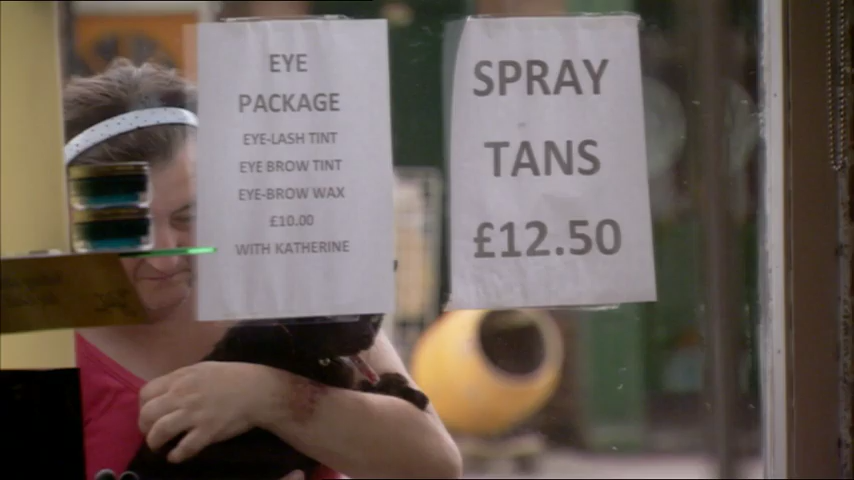 EYE
PACKAGE
EYE-LASH TINT
EYE BROW TINT
EYE-BROW WAX
£10.00
WITH KATHERINE
SPRAY
TANS
£12.50